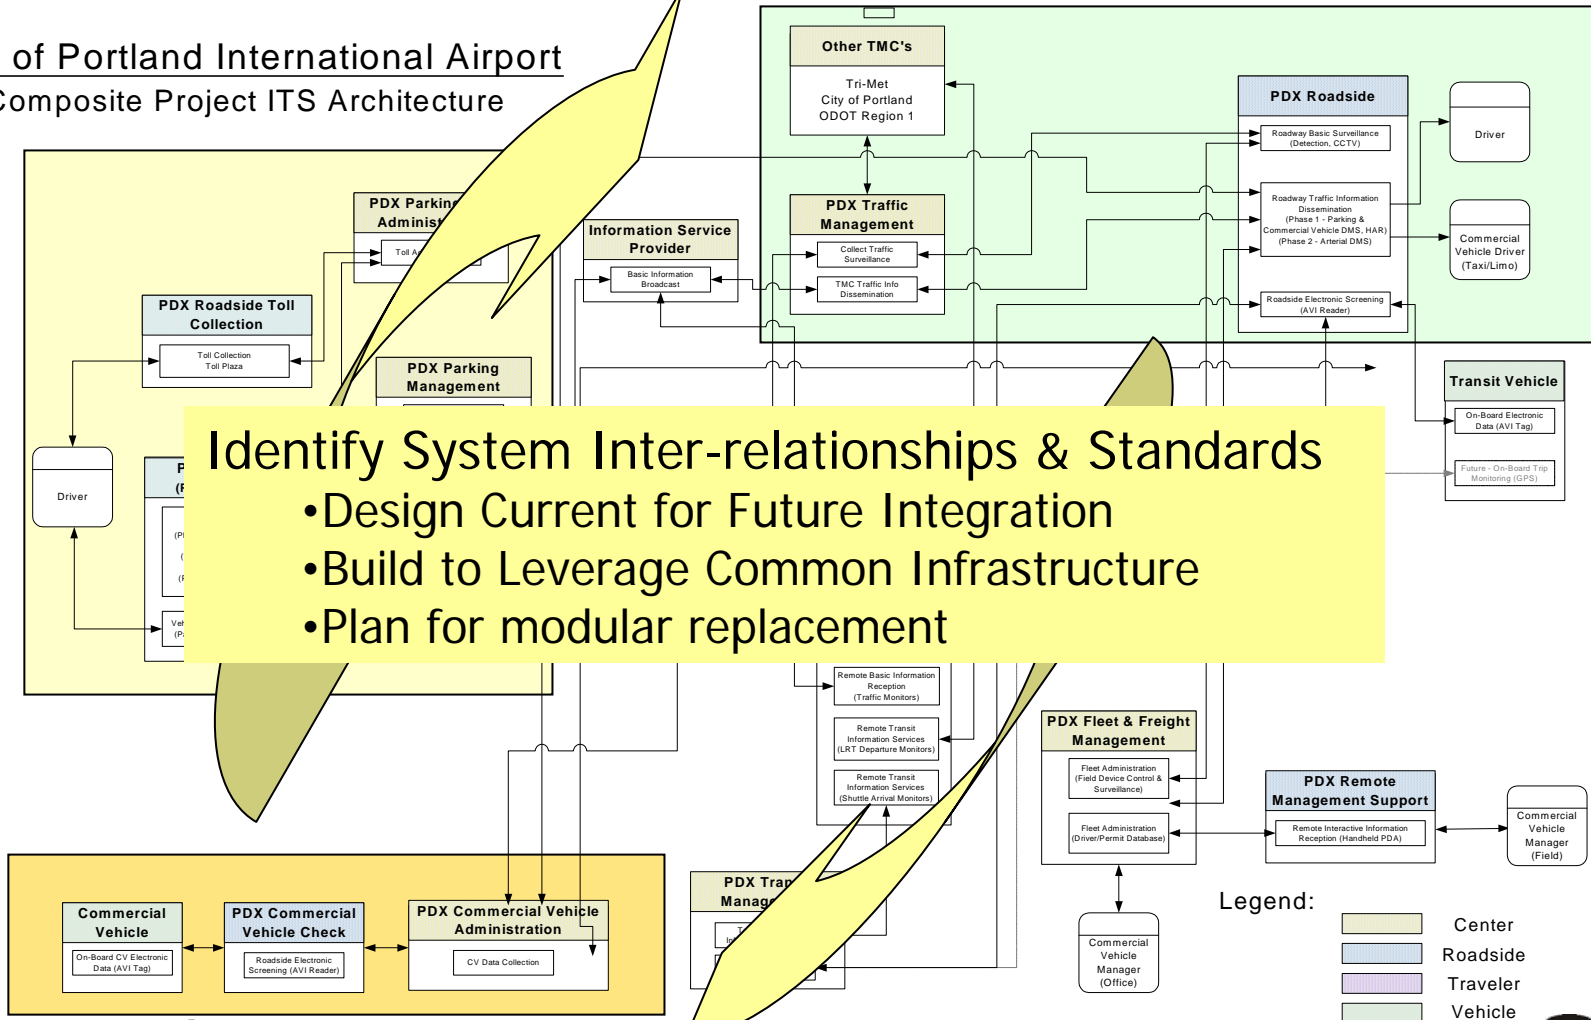 of Portland International Airport
Composite Project ITS Architecture
Other TMC's
Tri-Met
City of Portland
ODOT Region 1
PDX Roadside
Roadway Basic Surveillance
(Detection, CCTV)
Roadway Traffic Information
Dissemination
(Phase 1 - Parking &
Commercial Vehicle DMS, HAR)
(Phase 2 - Arterial DMS)
Roadside Electronic Screening
(AVI Reader)
Driver
Commercial
Vehicle Driver
(Taxi/Limo)
PDX Parking
Administ
Toll A
Information Service
Provider
Basic Information
Broadcast
PDX Traffic
Management
Collect Traffic
Surveillance
TMC Traffic Info
Dissemination
PDX Roadside Toll
Collection
Toll Collection
Toll Plaza
PDX Parking
Management
Transit Vehicle
On-Board Electronic
Data (AVI Tag)
Future - On-Board Trip
Monitoring (GPS)
Driver
P
(F
(P
(
(F
Veh
(Pa
Identify System Inter-relationships & Standards
•Design Current for Future Integration
•Build to Leverage Common Infrastructure
•Plan for modular replacement
Remote Basic Information
Reception
(Traffic Monitors)
Remote Transit
Information Services
(LRT Departure Monitors)
Remote Transit
Information Services
(Shuttle Arrival Monitors)
PDX Fleet & Freight
Management
Fleet Administration
(Field Device Control &
Surveillance)
Fleet Administration
(Driver/Permit Database)
PDX Remote
Management Support
Remote Interactive Information
Reception (Handheld PDA)
Commercial
Vehicle
Manager
(Field)
Commercial
Vehicle
Manager
(Office)
PDX Tran
Manage
Commercial
Vehicle
On-Board CV Electronic
Data (AVI Tag)
PDX Commercial
Vehicle Check
Roadside Electronic
Screening (AVI Reader)
PDX Commercial Vehicle
Administration
CV Data Collection
Legend:
Center
Roadside
Traveler
Vehicle